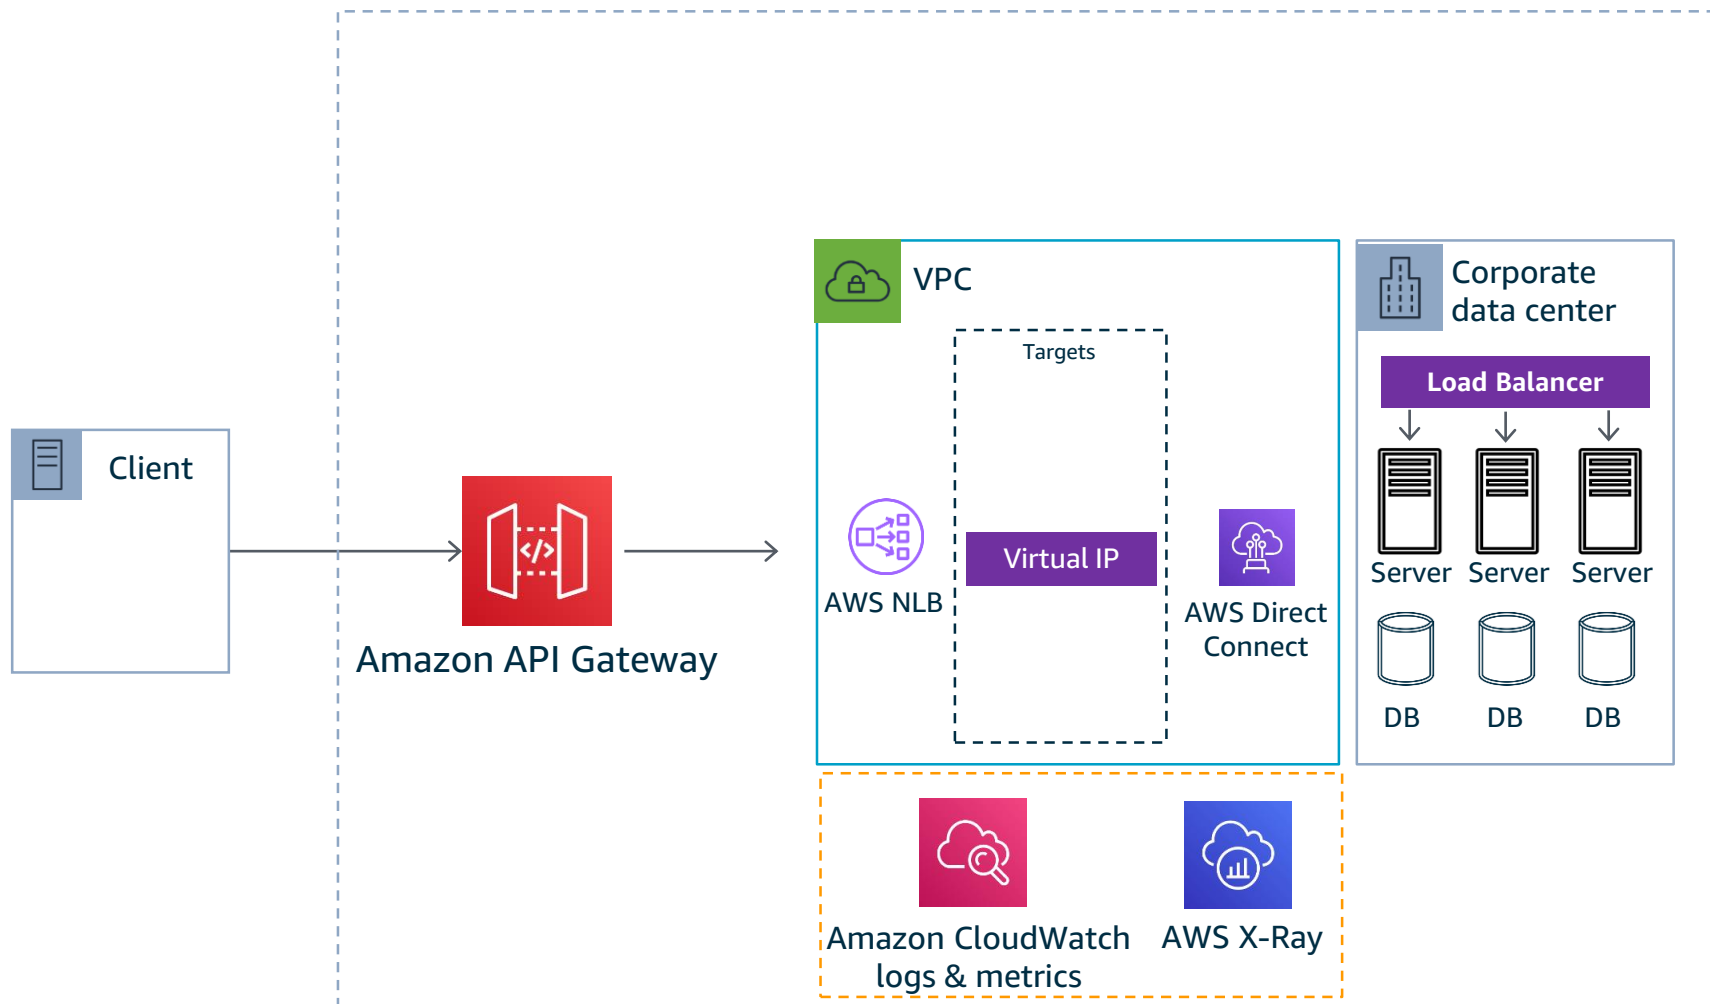 Client
Amazon API Gateway
</>
VPC
Targets
Virtual IP
AWS NLB
AWS Direct
Connect
Corporate
data center
Load Balancer
Server Server Server
DB DB DB
Amazon CloudWatch
logs & metrics
AWS X-Ray